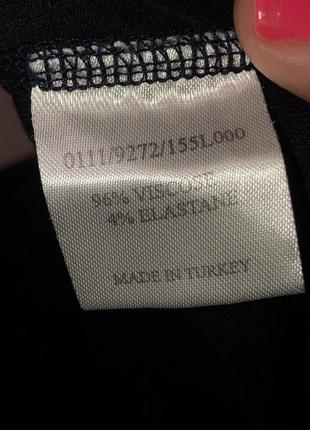 0111/9272/155L000
96% VISCOSE
4% ELASTANE
MADE IN TURKEY